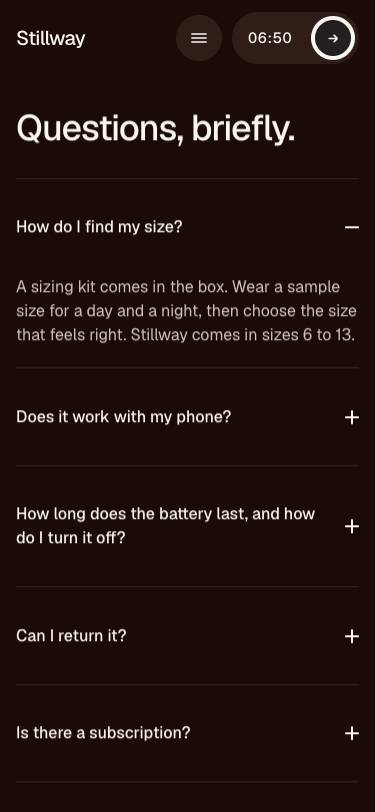 Stillway
06:50
Questions, briefly.
How do I find my size?
A sizing kit comes in the box. Wear a sample
size for a day and a night, then choose the size
that feels right. Stillway comes in sizes 6 to 13.
Does it work with my phone?
How long does the battery last, and how
do I turn it off?
Can I return it?
Is there a subscription?